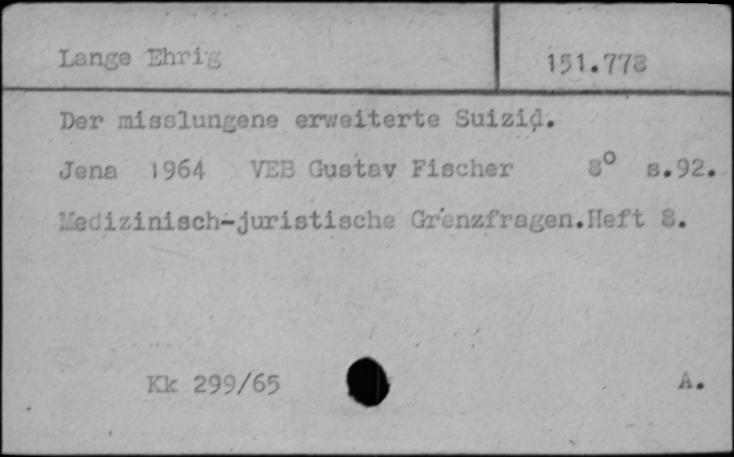 Lange Ehrig
151.778
Der misslungene erweiterte Suizid.
Jena 1964 VEB Gustav Fischer 8° s.92.
Medizinisch-juristische Grenzfragen.Heft 8.
Kk 299/65
A.